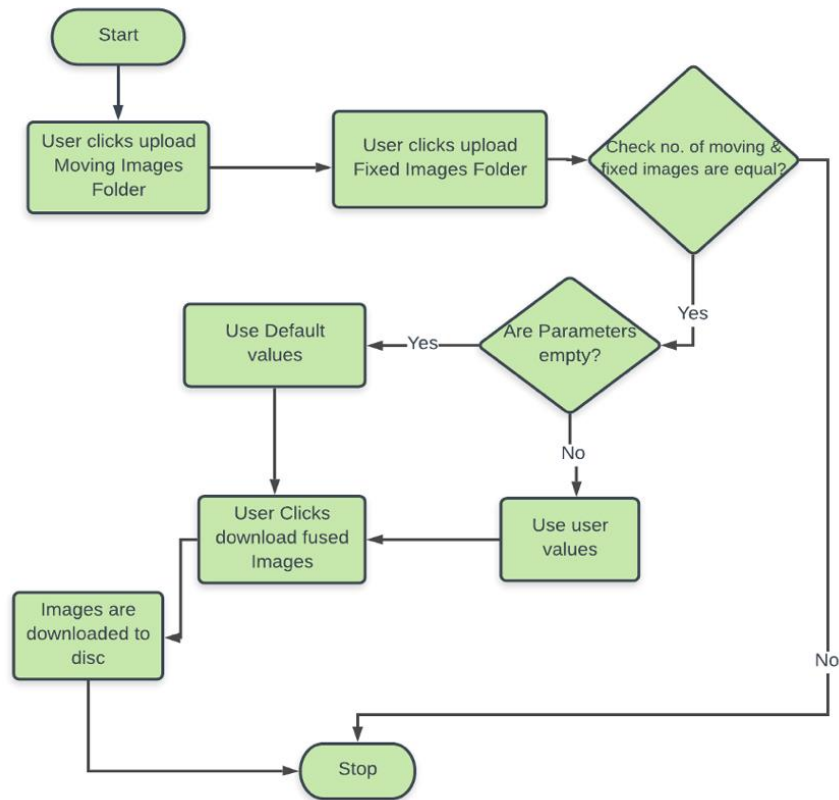 Start
User clicks upload
Moving Images
Folder
User clicks upload
Fixed Images Folder
Check no. of moving &
fixed images are equal?
Yes
Are Parameters
empty?
Yes
Use Default
values
No
User Clicks
download fused
Images
Use user
values
Images are
downloaded to
disc
No
Stop